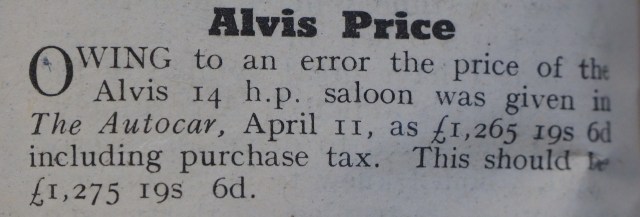 Alvis Price
OWING to an error the price of the
Alvis 14 h.p. saloon was given in
The Autocar, April 11, as £1,265 19s 6d
including purchase tax. This should be
£1,275 19s 6d.